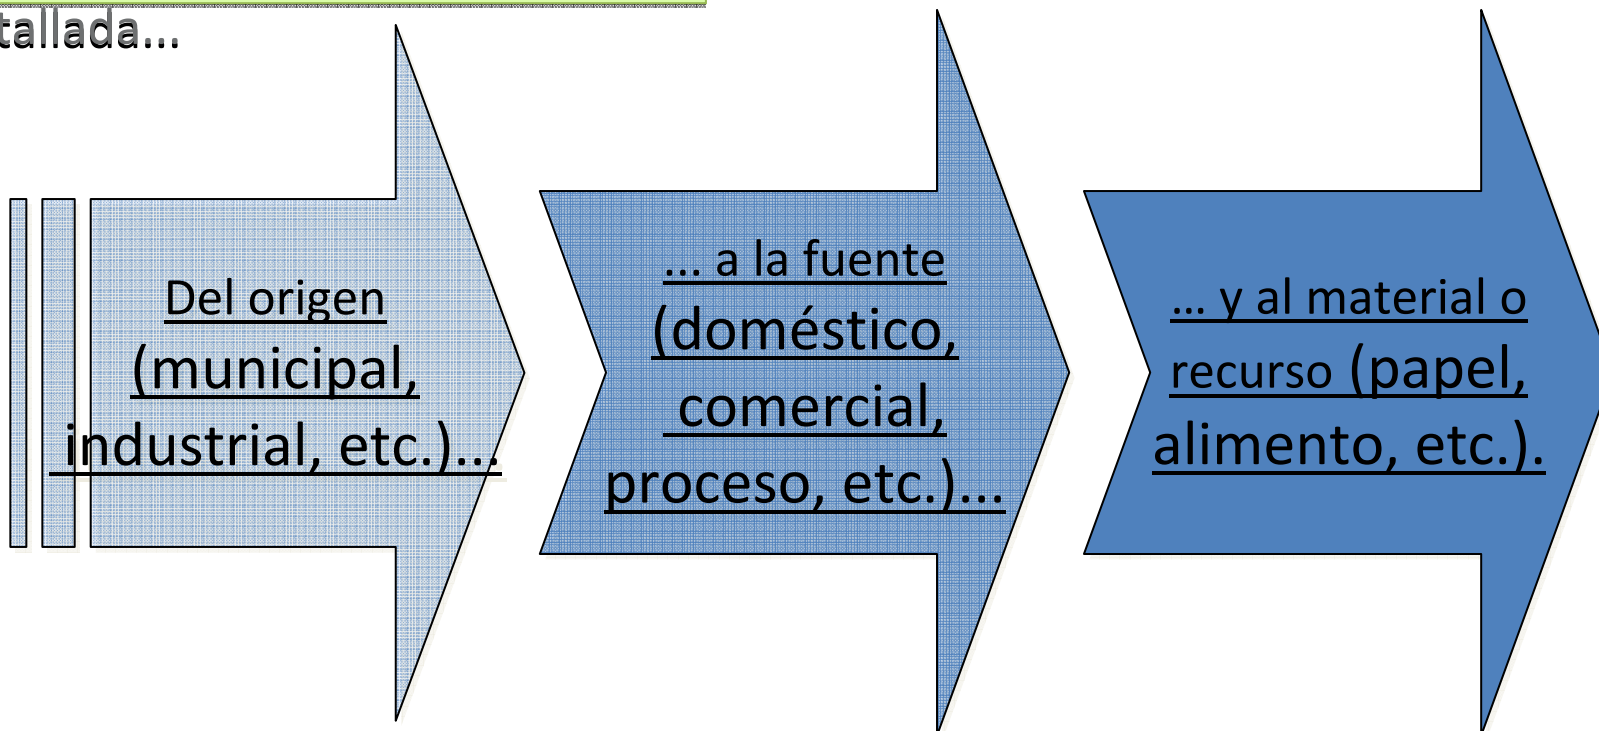 tallada...
Del origen
(municipal,
industrial, etc.)...
... a la fuente
(doméstico,
comercial,
proceso, etc.)...
... y al material o
recurso (papel,
alimento, etc.).